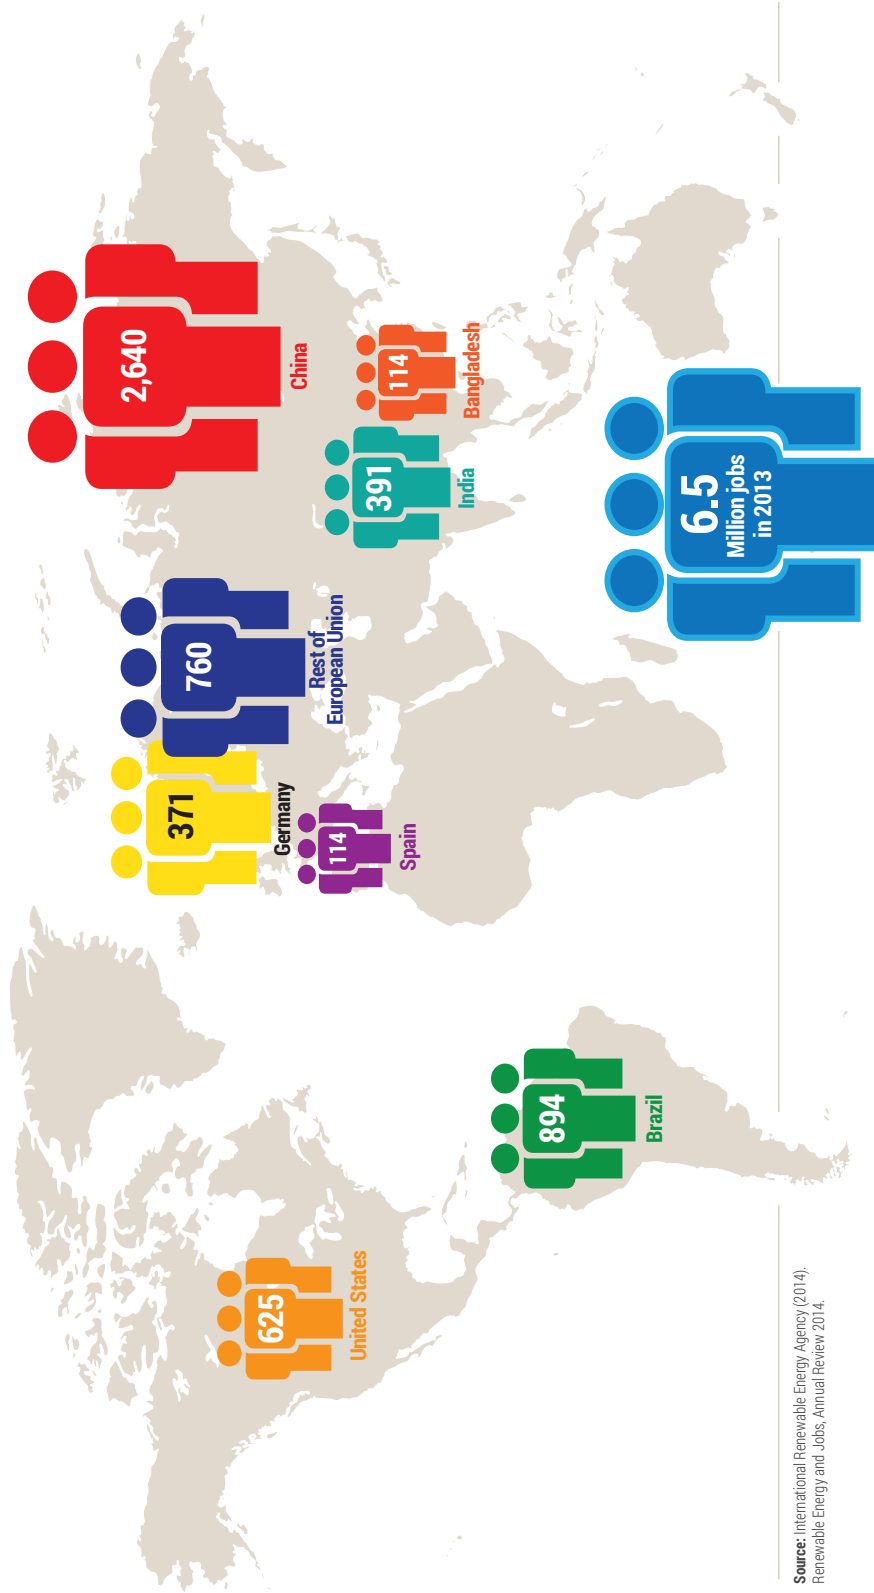 2,640
China
760
Rest of
European Union
371
Germany
114
Spain
391
India
114
Bangladesh
625
United States
894
Brazil
6.5
Million jobs
in 2013
Source: International Renewable Energy Agency (2014).
Renewable Energy and Jobs, Annual Review 2014.